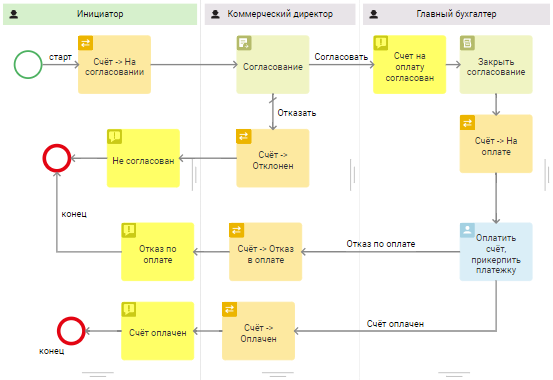 Инициатор
Коммерческий директор
Главный бухгалтер
старт
Счёт -> На
согласовании
Согласование
Согласовать
Счет на
оплату
согласован
Закрыть
согласование
Отказать
Не согласован
Счёт ->
Отклонен
Счёт -> На
оплате
конец
Отказ по
оплате
Счёт -> Отказ
в оплате
Отказ по оплате
Оплатить
счёт,
прикерпить
платежку
Счёт оплачен
Счёт ->
Оплачен
Счёт оплачен
конец